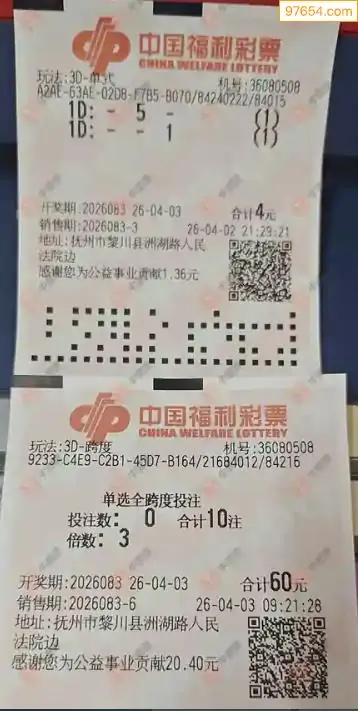 97654.com
中国福利彩票
CHINA WELFARE LOTTERY
玩法:3D-单式 机号:36080508
A2AE-63AE-02D8-F7B5-B070/84240222/84015
1D: - 5 - (1)
1D: - - 1 (1)
开奖期:2026083 26-04-03 合计4元
销售期:2026083-3 26-04-02 21:29:21
地址:抚州市黎川县洲湖路人民
法院边
感谢您为公益事业贡献1.36元
中国福利彩票
CHINA WELFARE LOTTERY
玩法:3D-跨度 机号:36080508
9233-C4E9-C2B1-45D7-B164/21684012/84216
单选全跨度投注
投注数: 0 合计10注
倍数: 3
开奖期:2026083 26-04-03 合计60元
销售期:2026083-6 26-04-03 09:21:28
地址:抚州市黎川县洲湖路人民
法院边
感谢您为公益事业贡献20.40元